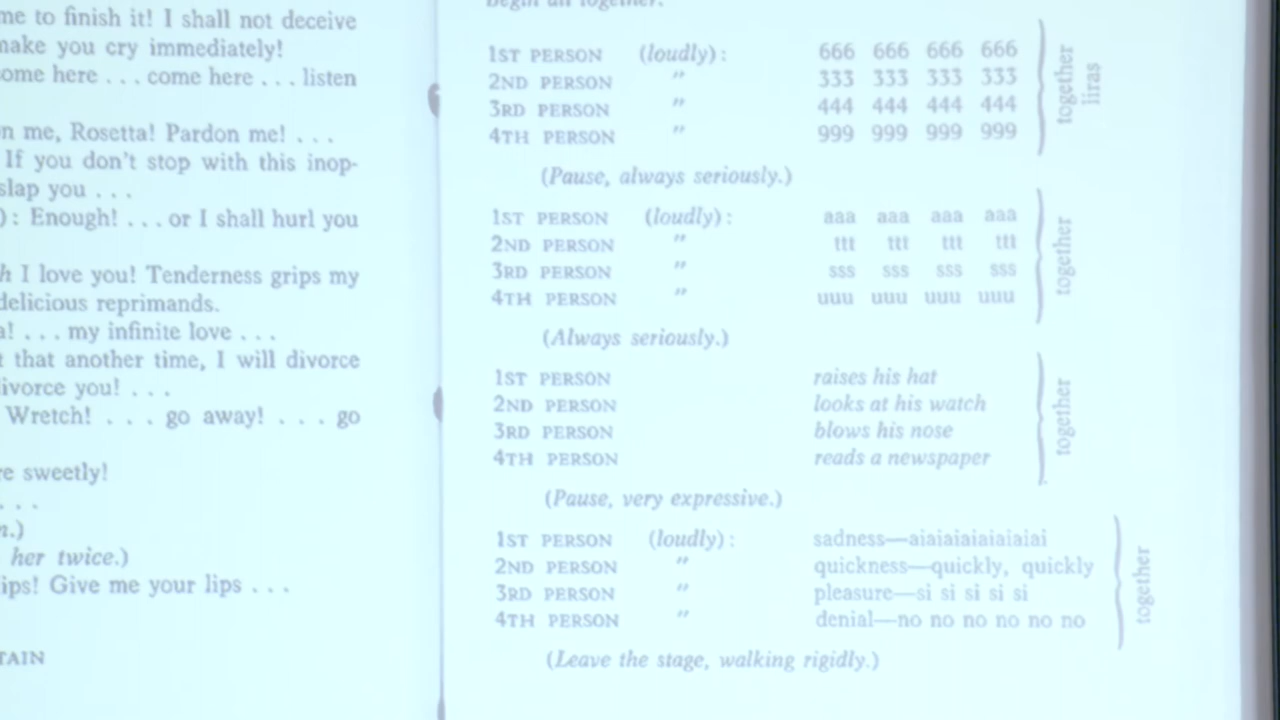 me to finish it! I shall not deceive
make you cry immediately!
ome here . . . come here . . . listen
n me, Rosetta! Pardon me! . . .
If you don't stop with this inop-
slap you . . .
): Enough! . . . or I shall hurl you
h I love you! Tenderness grips my
delicious reprimands.
a! . . . my infinite love . . .
t that another time, I will divorce
divorce you! . . .
Wretch! . . . go away! . . . go
re sweetly!
. . .
n.)
her twice.)
ips! Give me your lips . . .
TAIN
Begin all together.
1ST PERSON (loudly): 666 666 666 666
2ND PERSON " 333 333 333 333
3RD PERSON " 444 444 444 444
4TH PERSON " 999 999 999 999
together
liras
(Pause, always seriously.)
1ST PERSON (loudly): aaa aaa aaa aaa
2ND PERSON " ttt ttt ttt ttt
3RD PERSON " sss sss sss sss
4TH PERSON " uuu uuu uuu uuu
together
(Always seriously.)
1ST PERSON raises his hat
2ND PERSON looks at his watch
3RD PERSON blows his nose
4TH PERSON reads a newspaper
together
(Pause, very expressive.)
1ST PERSON (loudly): sadness—aiaiaiaiaiaiai
2ND PERSON " quickness—quickly, quickly
3RD PERSON " pleasure—si si si si si
4TH PERSON " denial—no no no no no no
together
(Leave the stage, walking rigidly.)